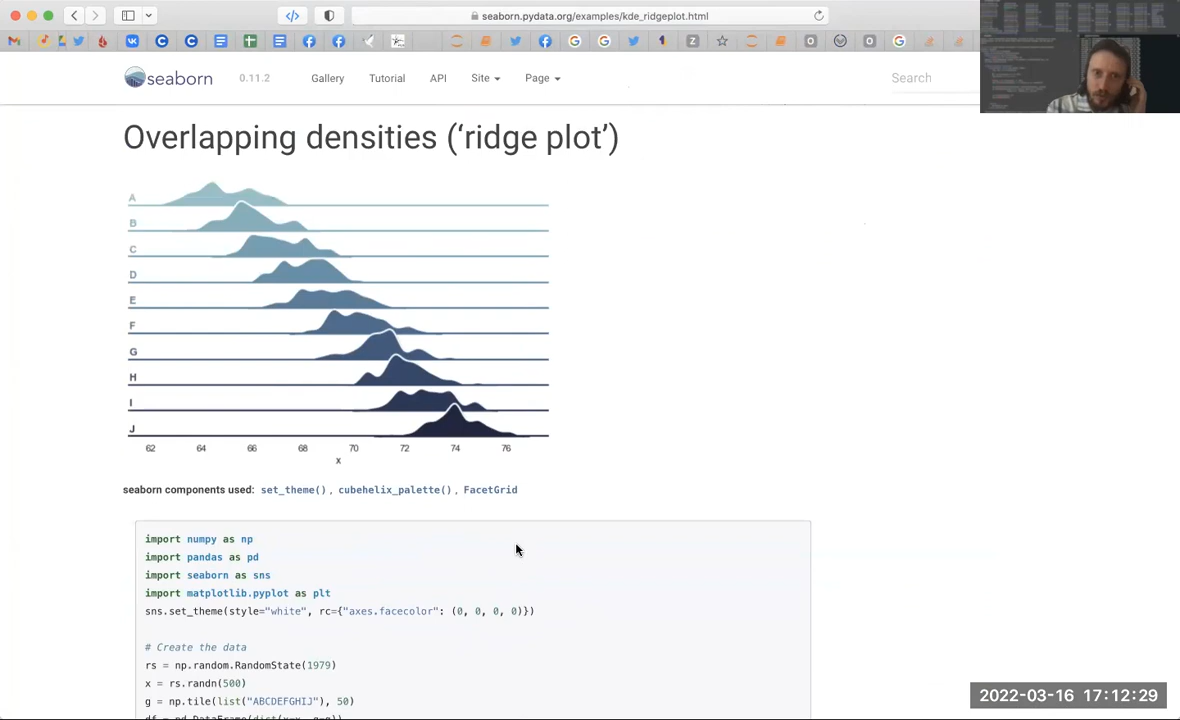 seaborn.pydata.org/examples/kde_ridgeplot.html
seaborn 0.11.2 Gallery Tutorial API Site Page Search
Overlapping densities (‘ridge plot’)
A
B
C
D
E
F
G
H
I
J
62 64 66 68 70 72 74 76
x
seaborn components used: set_theme(), cubehelix_palette(), FacetGrid
import numpy as np
import pandas as pd
import seaborn as sns
import matplotlib.pyplot as plt
sns.set_theme(style="white", rc={"axes.facecolor": (0, 0, 0, 0)})
# Create the data
rs = np.random.RandomState(1979)
x = rs.randn(500)
g = np.tile(list("ABCDEFGHIJ"), 50)
df = pd.DataFrame(dict(x=x, g=g))
2022-03-16 17:12:29